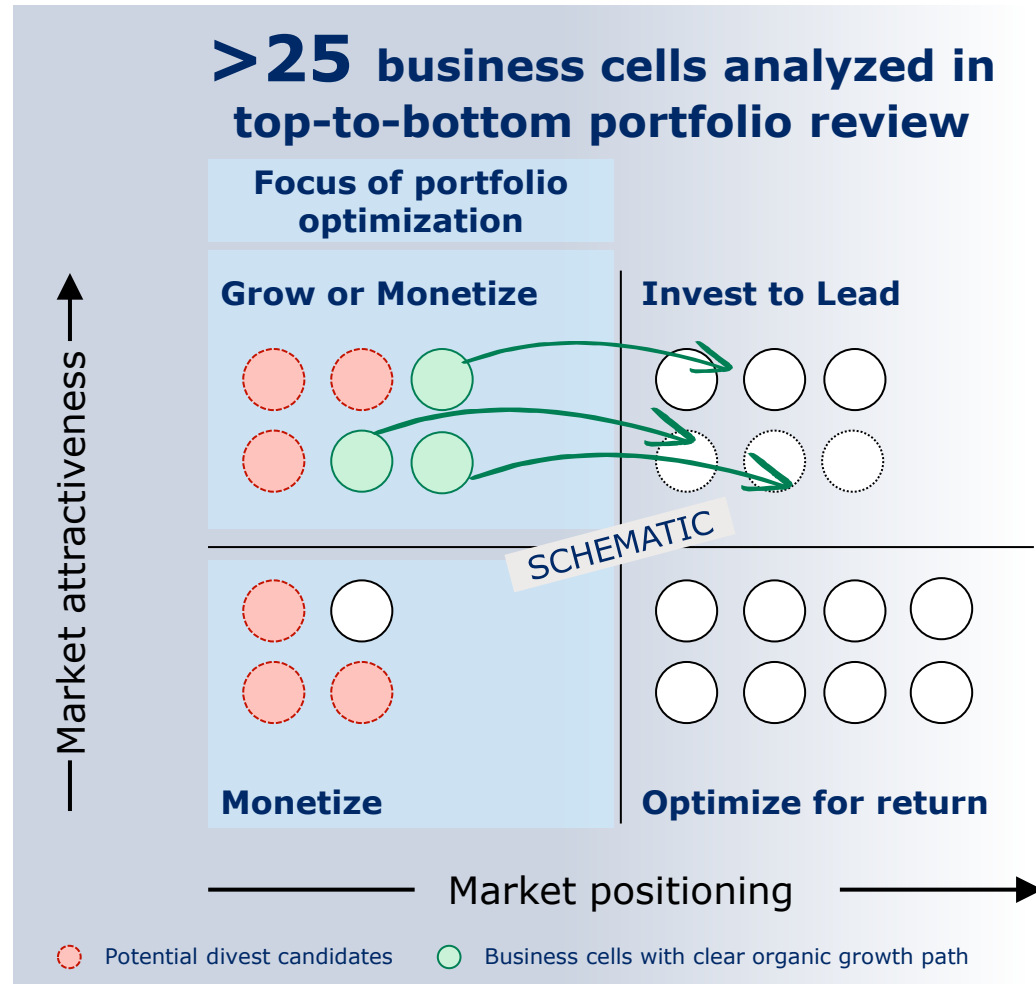 >25 business cells analyzed in
top-to-bottom portfolio review
Focus of portfolio
optimization
Grow or Monetize
Invest to Lead
Market attractiveness
SCHEMATIC
Monetize
Optimize for return
Market positioning
Potential divest candidates
Business cells with clear organic growth path